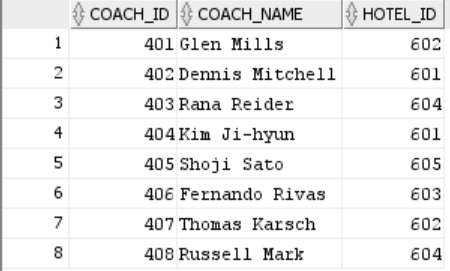 COACH_ID COACH_NAME HOTEL_ID
1 401 Glen Mills 602
2 402 Dennis Mitchell 601
3 403 Rana Reider 604
4 404 Kim Ji-hyun 601
5 405 Shoji Sato 605
6 406 Fernando Rivas 603
7 407 Thomas Karsch 602
8 408 Russell Mark 604